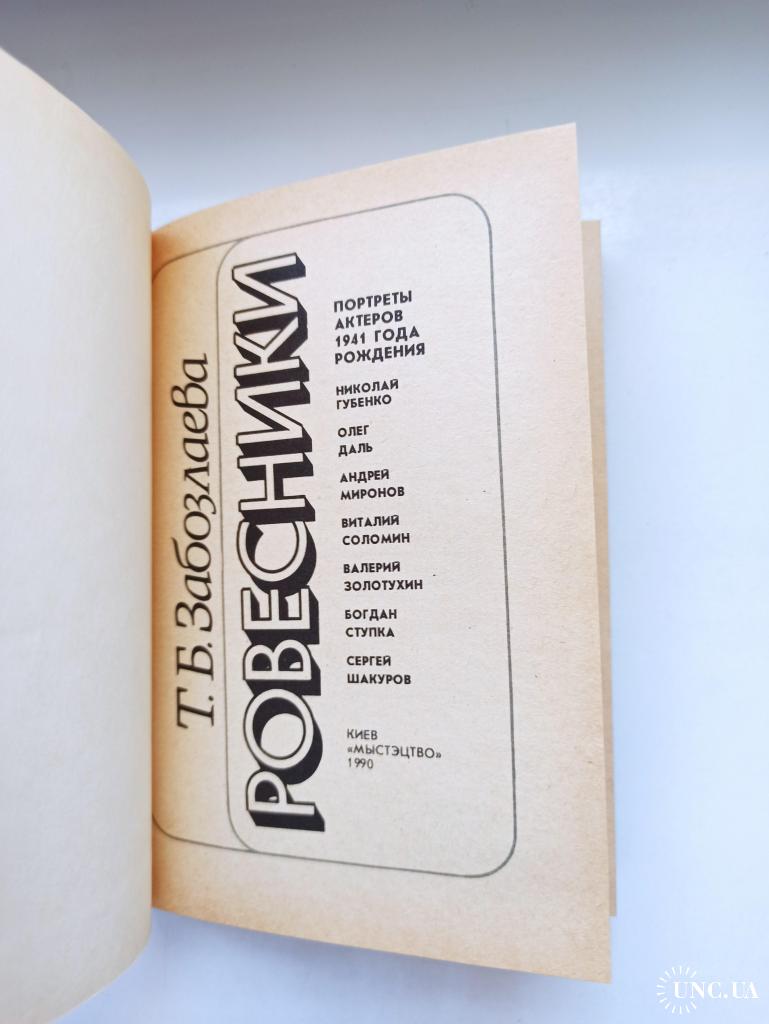 Т. Б. Забозлаева
РОВЕСНИКИ
ПОРТРЕТЫ
АКТЕРОВ
1941 ГОДА
РОЖДЕНИЯ
НИКОЛАЙ
ГУБЕНКО
ОЛЕГ
ДАЛЬ
АНДРЕЙ
МИРОНОВ
ВИТАЛИЙ
СОЛОМИН
ВАЛЕРИЙ
ЗОЛОТУХИН
БОГДАН
СТУПКА
СЕРГЕЙ
ШАКУРОВ
КИЕВ
«МЫСТЭЦТВО»
1990
UNC.UA